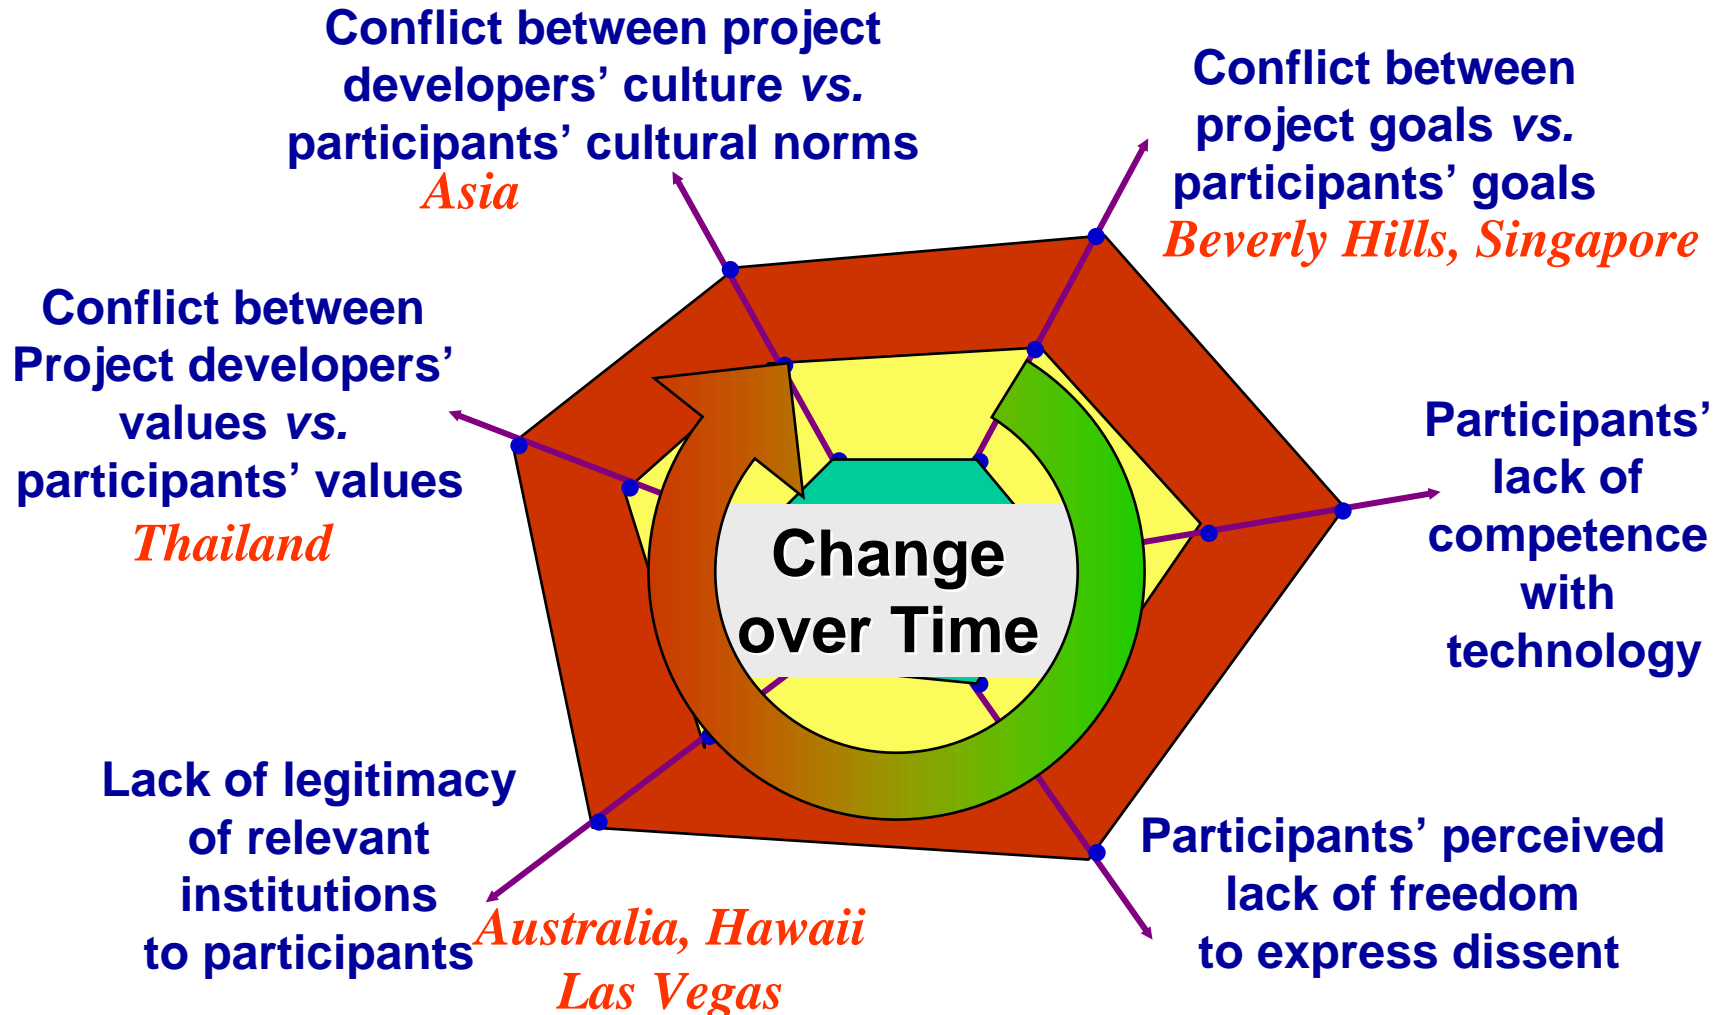 Conflict between project
developers’ culture vs.
participants’ cultural norms
Asia
Conflict between
project goals vs.
participants’ goals
Beverly Hills, Singapore
Conflict between
Project developers’
values vs.
participants’ values
Thailand
Participants’
lack of
competence
with
technology
Change
over Time
Lack of legitimacy
of relevant
institutions
to participants
Australia, Hawaii
Las Vegas
Participants’ perceived
lack of freedom
to express dissent